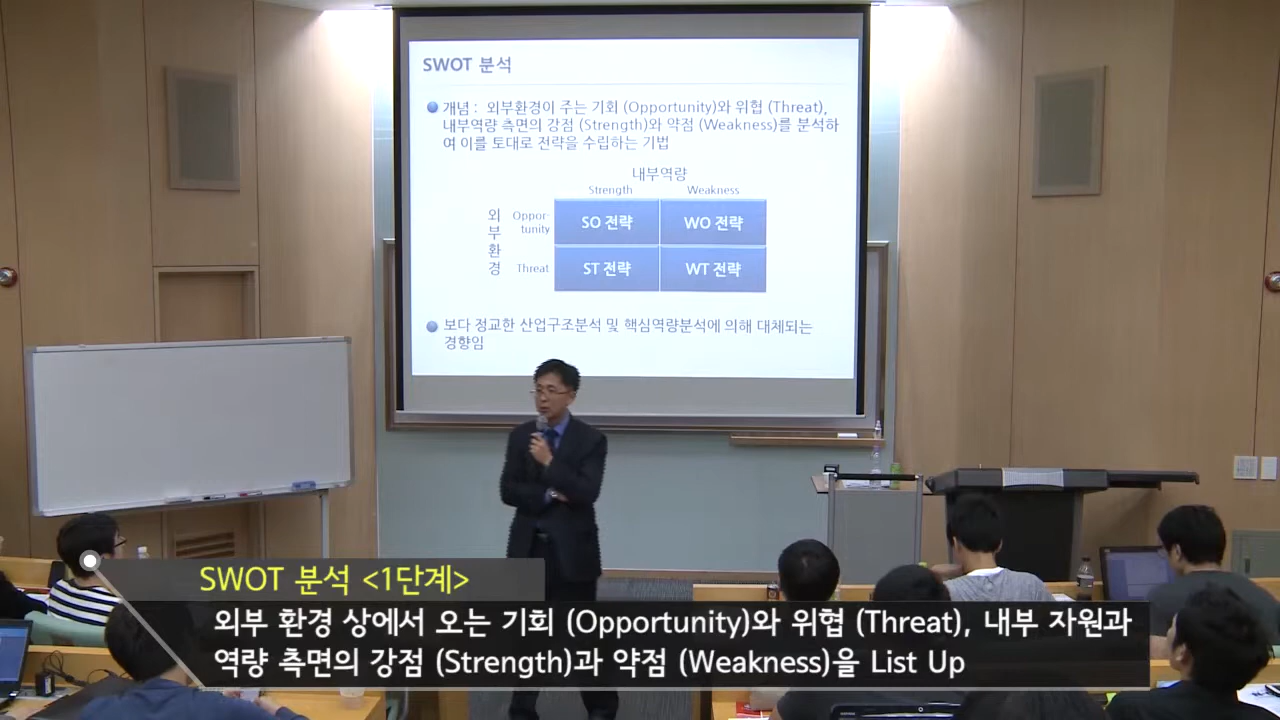 SWOT 분석
개념 : 외부환경이 주는 기회 (Opportunity)와 위협 (Threat),
내부역량 측면의 강점 (Strength)와 약점 (Weakness)를 분석하
여 이를 토대로 전략을 수립하는 기법
내부역량
Strength Weakness
외부환경
Oppor-
tunity
SO 전략 WO 전략
Threat
ST 전략 WT 전략
보다 정교한 산업구조분석 및 핵심역량분석에 의해 대체되는
경향임
SWOT 분석 <1단계>
외부 환경 상에서 오는 기회 (Opportunity)와 위협 (Threat), 내부 자원과
역량 측면의 강점 (Strength)과 약점 (Weakness)을 List Up